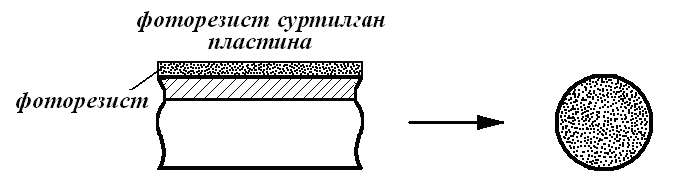 фоторезист суртилган
пластина
фоторезист